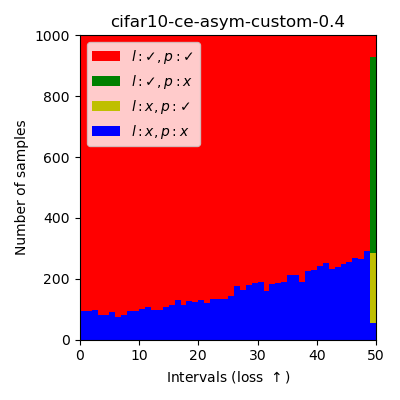 cifar10-ce-asym-custom-0.4
1000
800
600
400
200
0
Number of samples
l:✓,p:✓
l:✓,p:x
l:x,p:✓
l:x,p:x
0 10 20 30 40 50
Intervals (loss ↑)